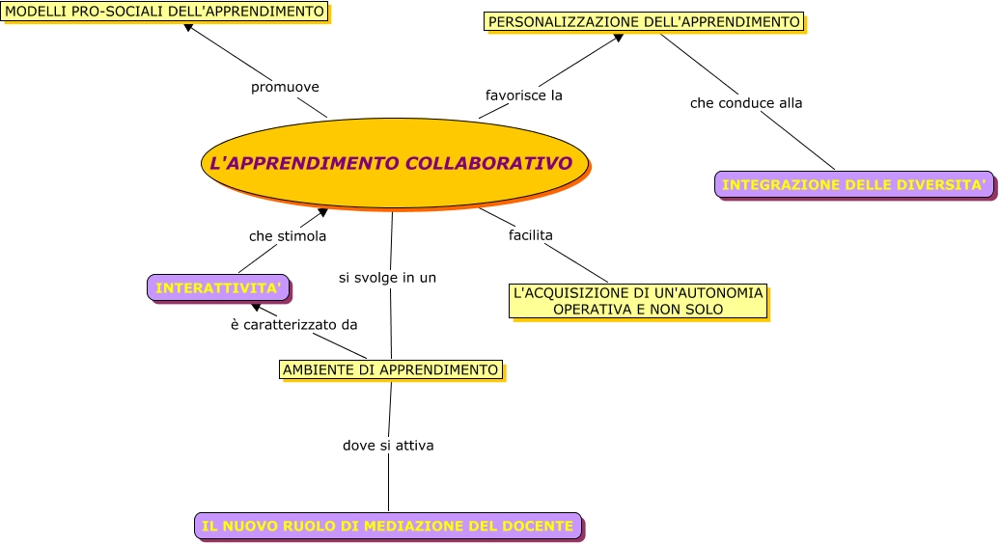 MODELLI PRO-SOCIALI DELL'APPRENDIMENTO
PERSONALIZZAZIONE DELL'APPRENDIMENTO
promuove
favorisce la
che conduce alla
L'APPRENDIMENTO COLLABORATIVO
INTEGRAZIONE DELLE DIVERSITA'
che stimola
facilita
si svolge in un
INTERATTIVITA'
L'ACQUISIZIONE DI UN'AUTONOMIA
OPERATIVA E NON SOLO
è caratterizzato da
AMBIENTE DI APPRENDIMENTO
dove si attiva
IL NUOVO RUOLO DI MEDIAZIONE DEL DOCENTE